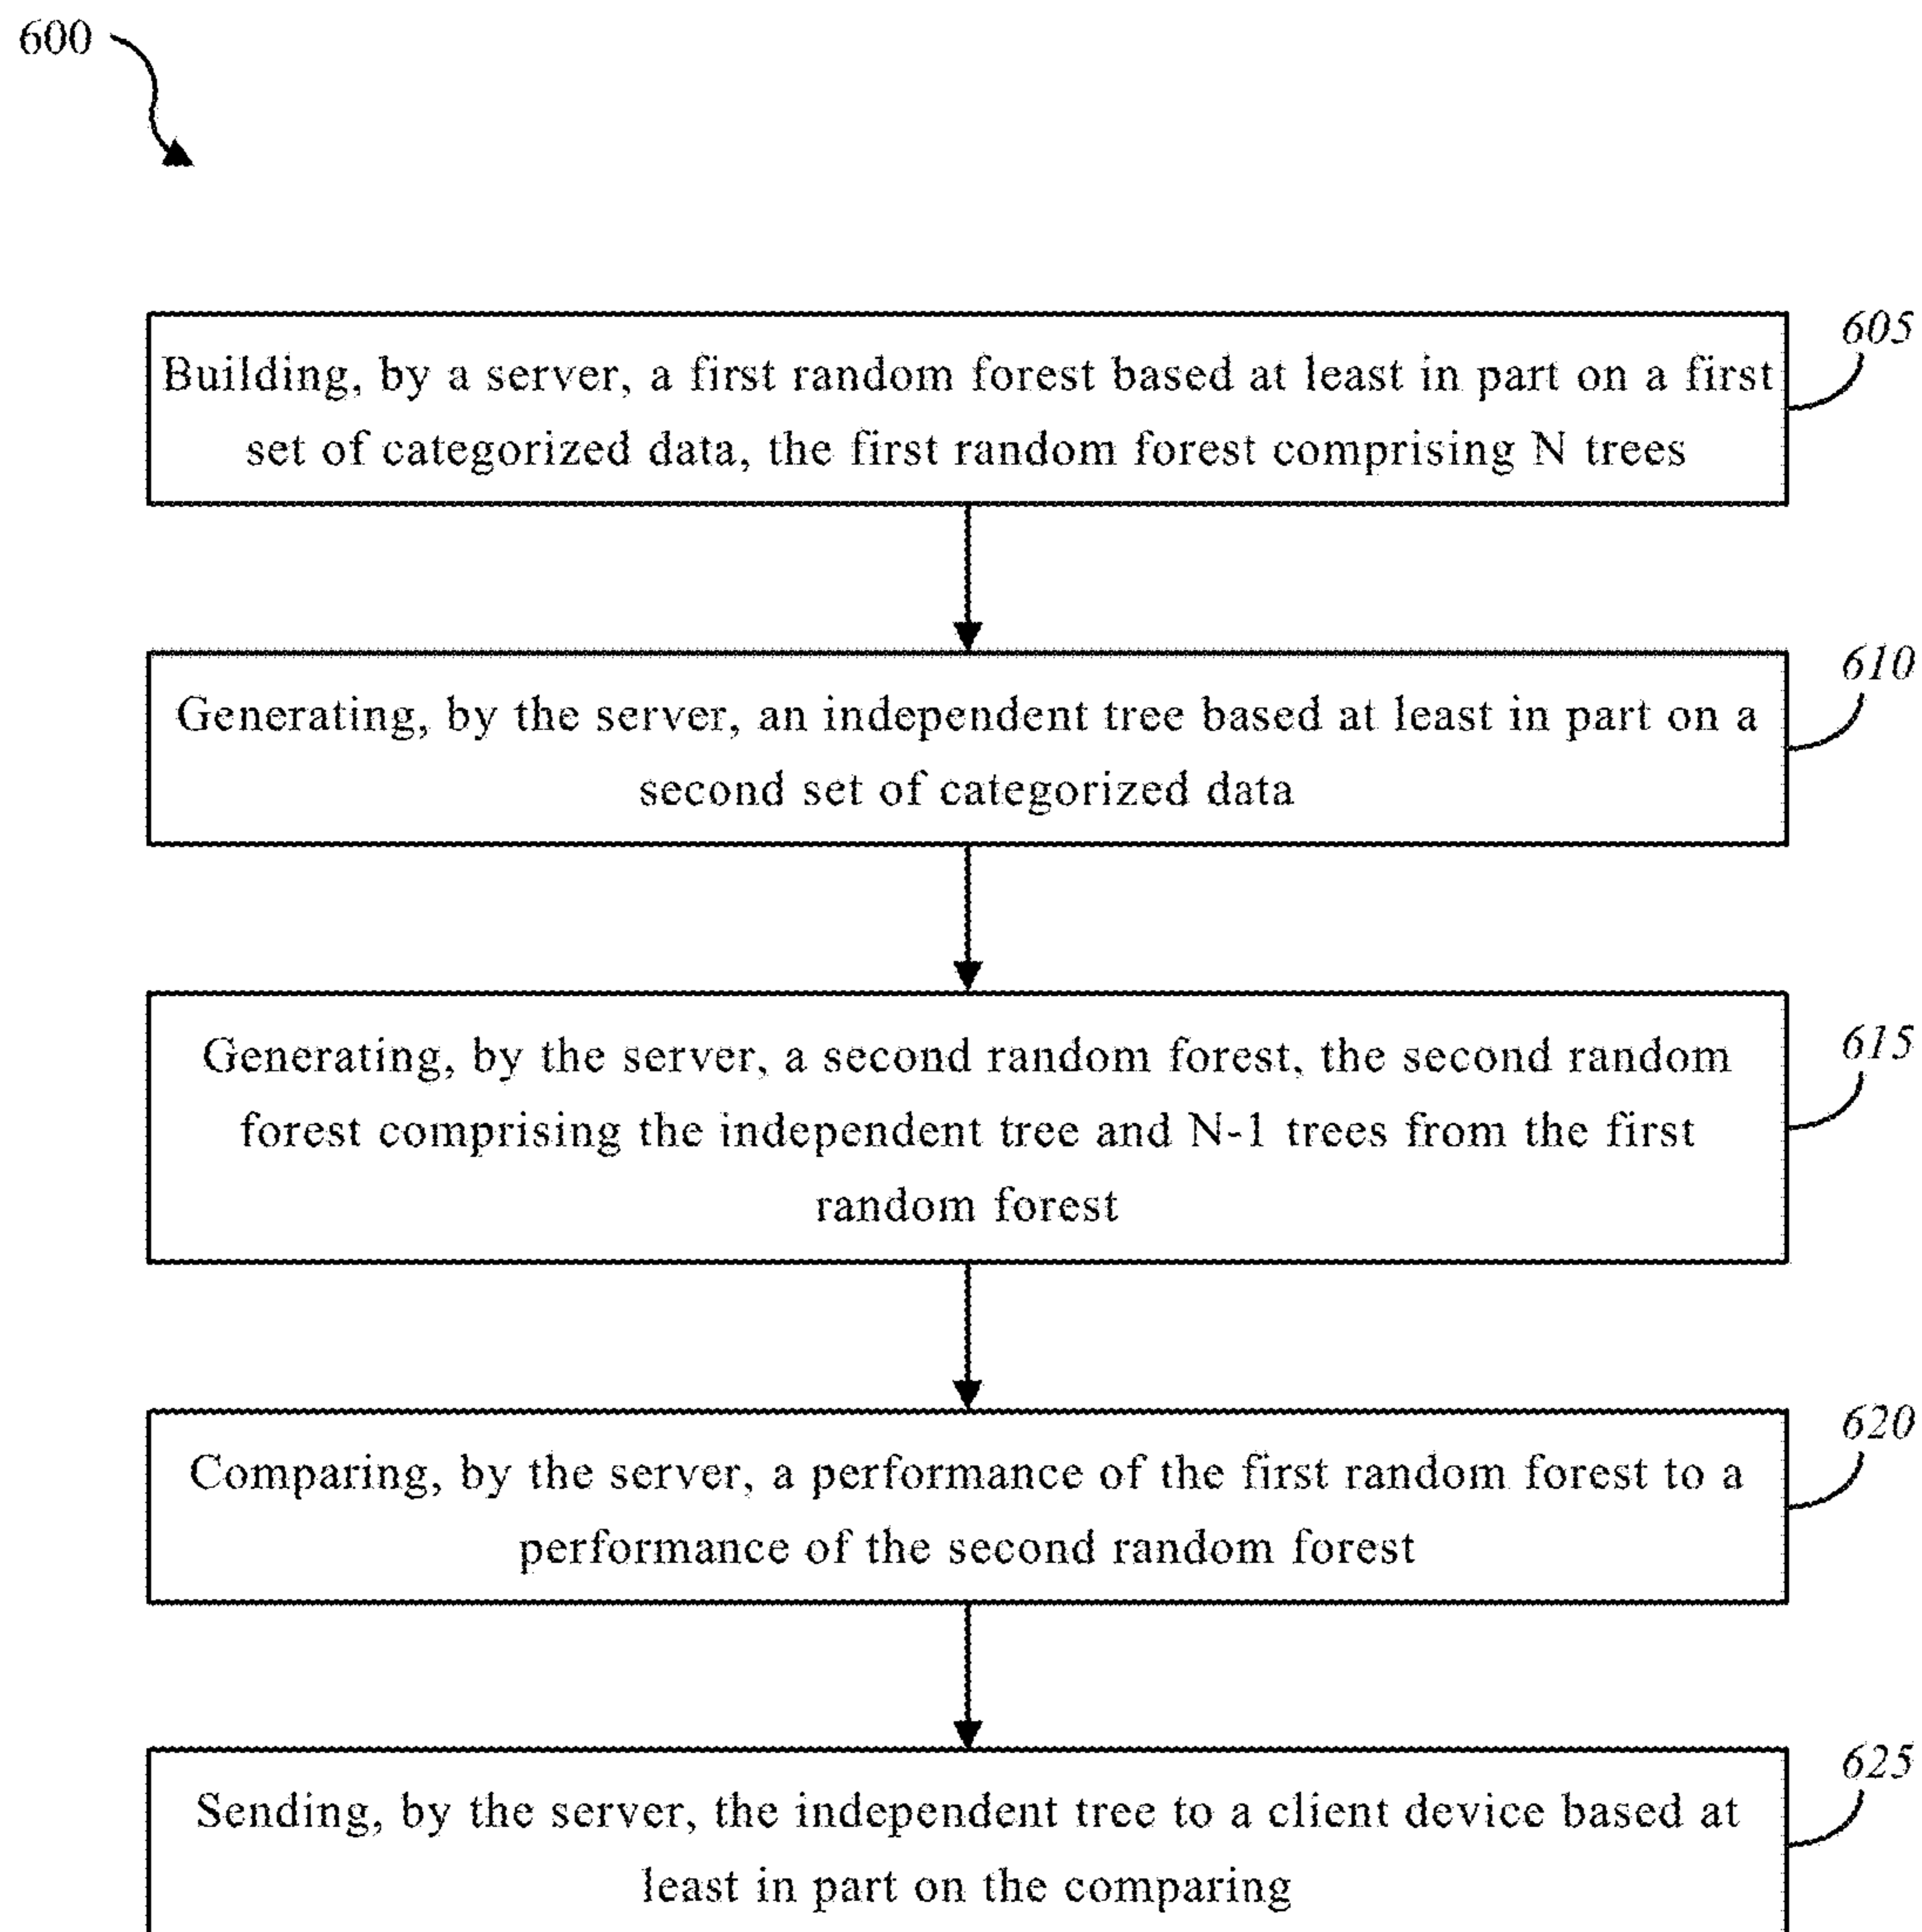 600
605
Building, by a server, a first random forest based at least in part on a first
set of categorized data, the first random forest comprising N trees
610
Generating, by the server, an independent tree based at least in part on a
second set of categorized data
615
Generating, by the server, a second random forest, the second random
forest comprising the independent tree and N-1 trees from the first
random forest
620
Comparing, by the server, a performance of the first random forest to a
performance of the second random forest
625
Sending, by the server, the independent tree to a client device based at
least in part on the comparing